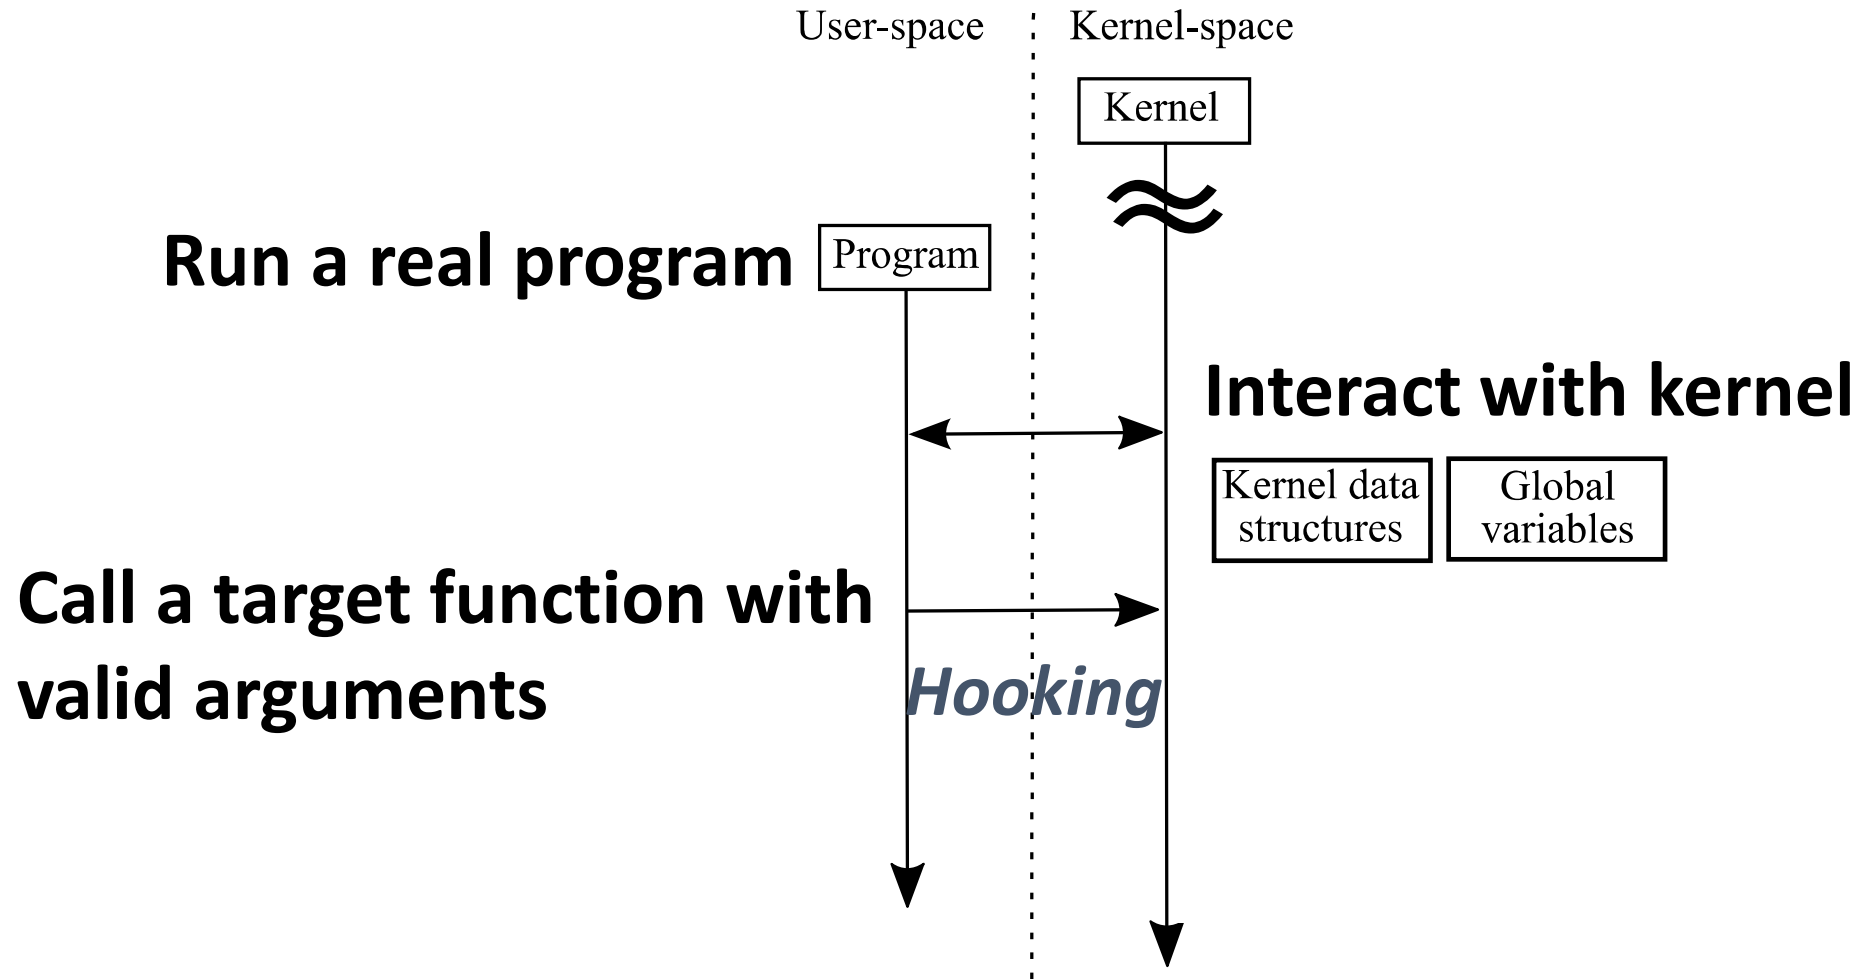 User-space
Kernel-space
Kernel
Run a real program
Program
Interact with kernel
Kernel data
structures
Global
variables
Call a target function with
valid arguments
Hooking